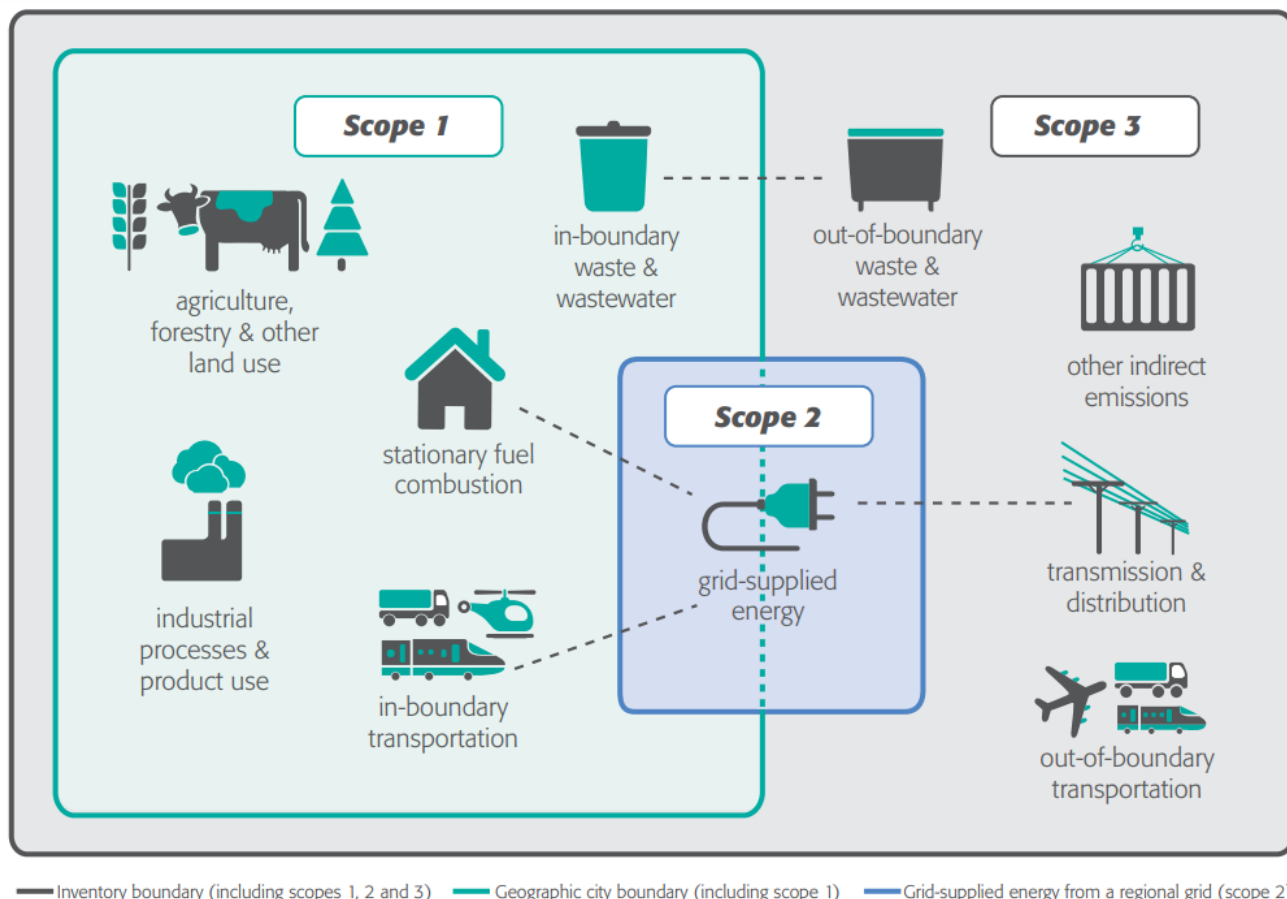 Scope 1
Scope 3
in-boundary
waste &
wastewater
out-of-boundary
waste &
wastewater
agriculture,
forestry & other
land use
other indirect
emissions
Scope 2
stationary fuel
combustion
grid-supplied
energy
transmission &
distribution
industrial
processes &
product use
in-boundary
transportation
out-of-boundary
transportation
Inventory boundary (including scopes 1, 2 and 3)
Geographic city boundary (including scope 1)
Grid-supplied energy from a regional grid (scope 2)